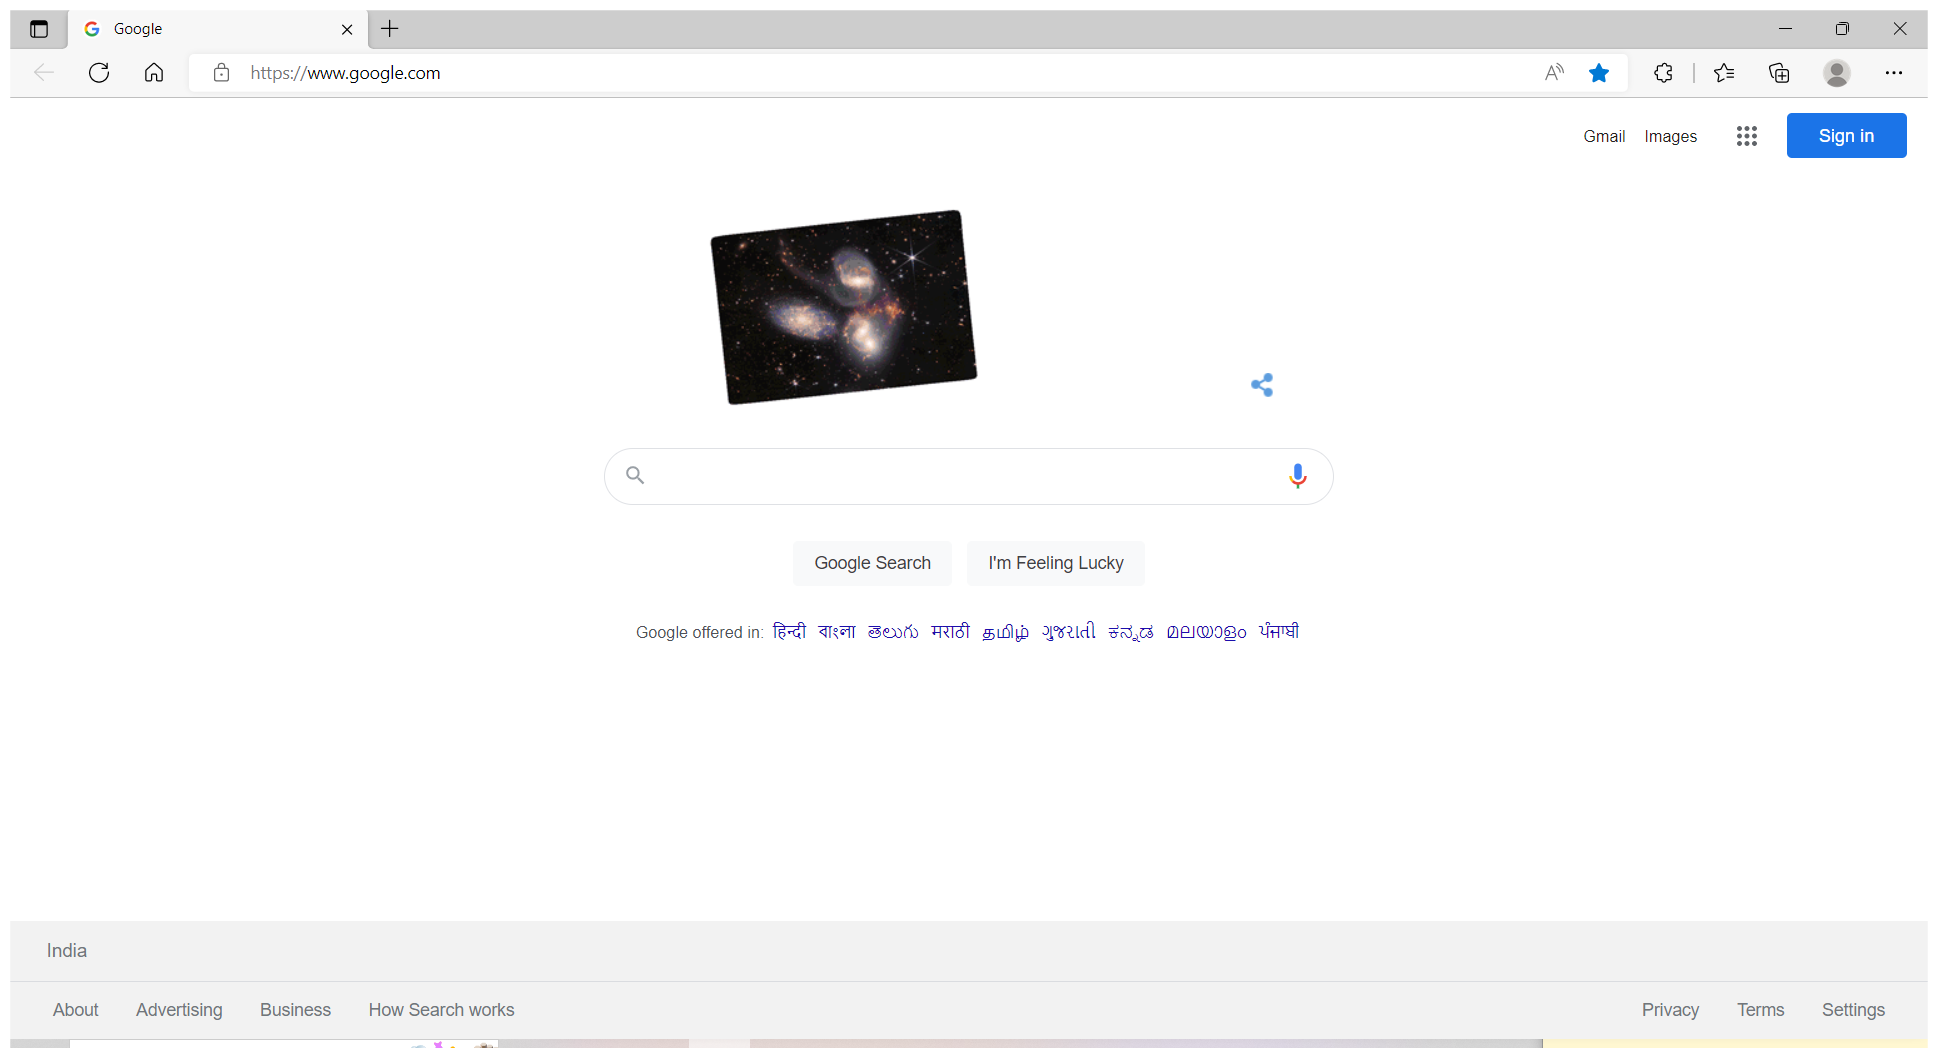 Google
https://www.google.com
Gmail Images Sign in
Google Search I'm Feeling Lucky
Google offered in: हिन्दी বাংলা తెలుగు मराठी தமிழ் ગુજરાતી ಕನ್ನಡ മലയാളം ਪੰਜਾਬੀ
India
About Advertising Business How Search works Privacy Terms Settings